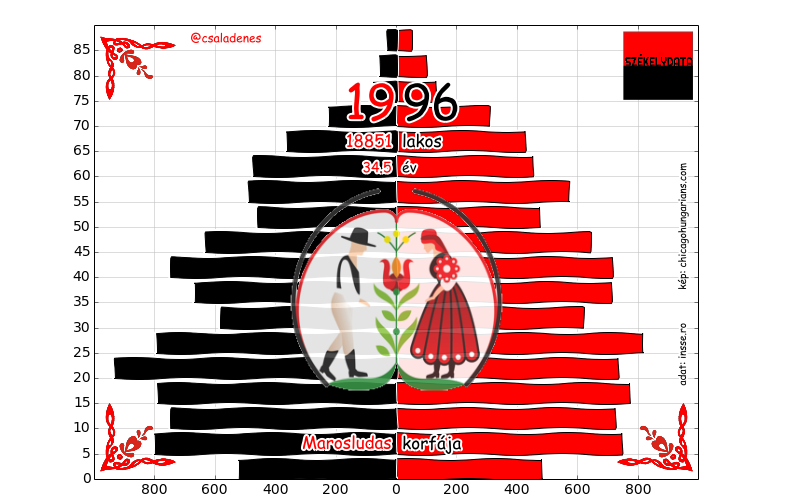 @csaladenes
SZÉKELYDATA
1996
18851 lakos
34.5 év
kép: chicagohungarians.com
adat: insse.ro
Marosludas korfája
85
80
75
70
65
60
55
50
45
40
35
30
25
20
15
10
5
0
800 600 400 200 0 200 400 600 800